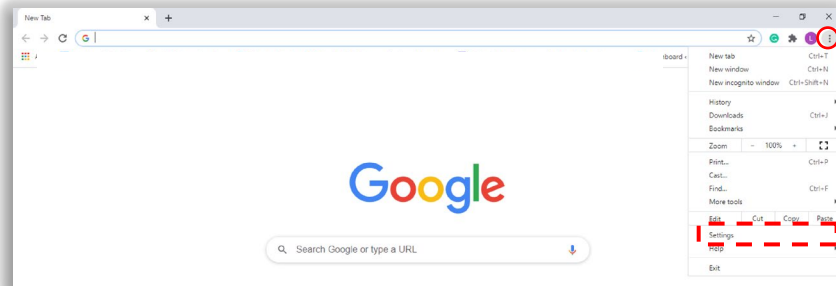 New Tab
G
L
board
New tab Ctrl+T
New window Ctrl+N
New incognito window Ctrl+Shift+N
History
Downloads Ctrl+J
Bookmarks
Zoom - 100% +
Print... Ctrl+P
Cast...
Find... Ctrl+F
More tools
Edit Cut Copy Paste
Settings
Help
Exit
Google
Search Google or type a URL